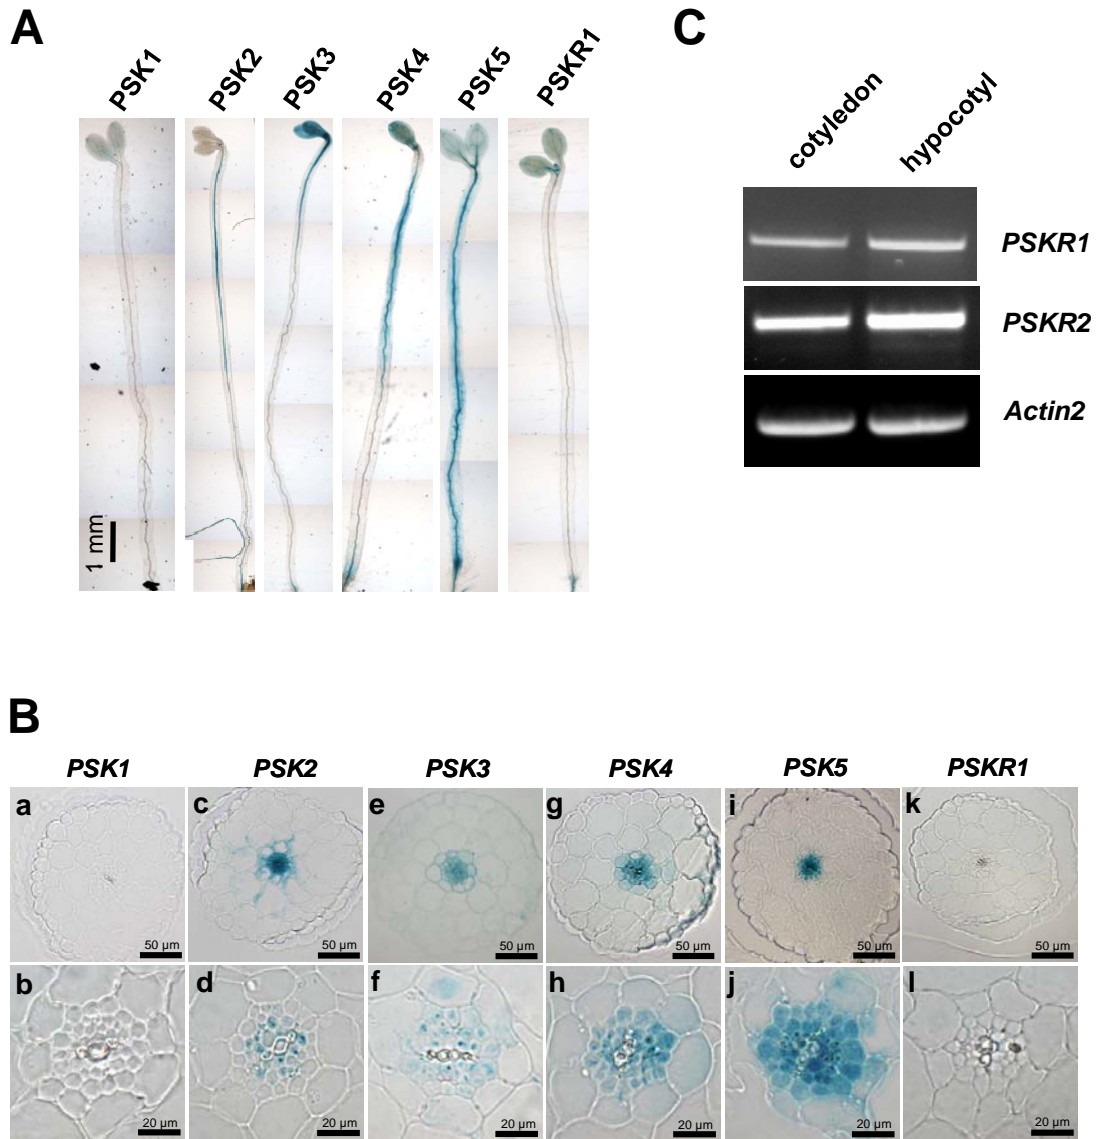 A
PSK1 PSK2 PSK3 PSK4 PSK5 PSKR1
1 mm
C
cotyledon hypocotyl
PSKR1
PSKR2
Actin2
B
PSK1 PSK2 PSK3 PSK4 PSK5 PSKR1
a c e g i k
50 µm 50 µm 50 µm 50 µm 50 µm 50 µm
b d f h j l
20 µm 20 µm 20 µm 20 µm 20 µm 20 µm